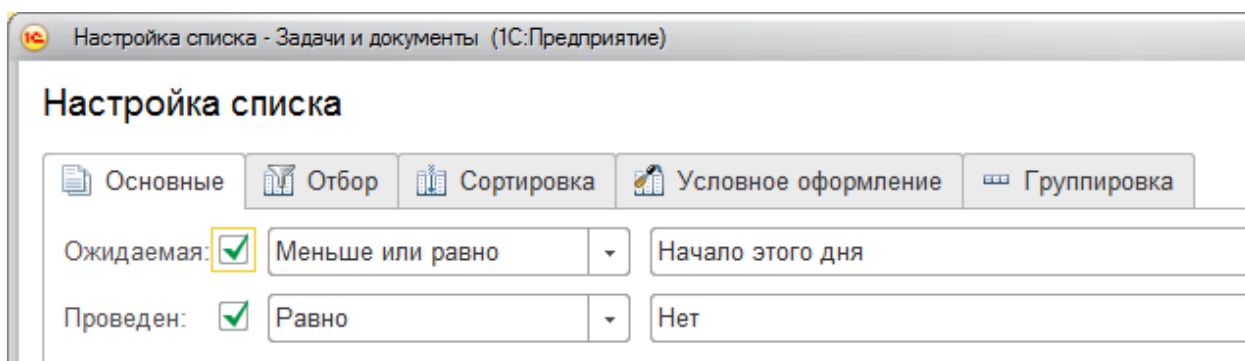 1С Настройка списка - Задачи и документы (1С:Предприятие)
Настройка списка
Основные Отбор Сортировка Условное оформление Группировка
Ожидаемая: Меньше или равно Начало этого дня
Проведен: Равно Нет